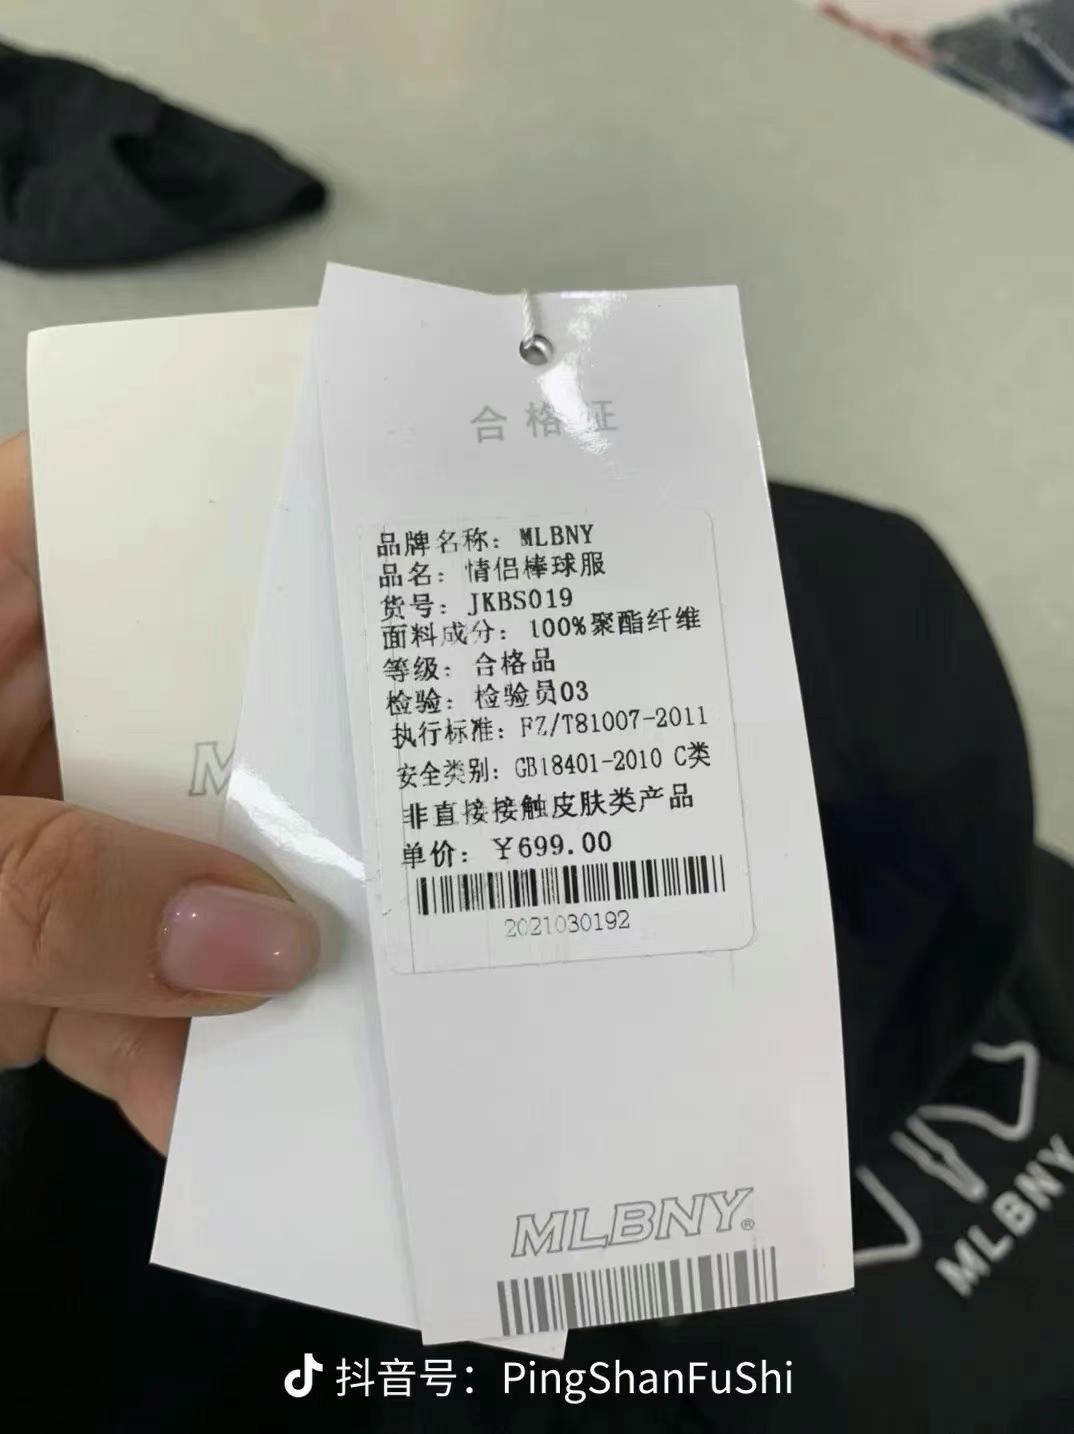 合格证
品牌名称：MLBNY
品名：情侣棒球服
货号：JKBS019
面料成分：100%聚酯纤维
等级：合格品
检验：检验员03
执行标准：FZ/T81007-2011
安全类别：GB18401-2010 C类
非直接接触皮肤类产品
单价：￥699.00
2021030192
M
MLBNY®
MLBNY
抖音号：PingShanFuShi